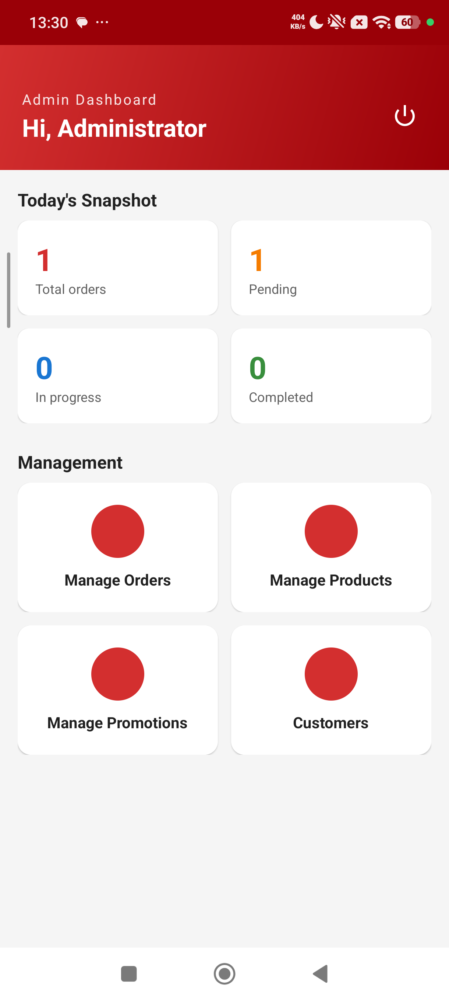 13:30
404
KB/s
60
Admin Dashboard
Hi, Administrator
Today's Snapshot
1
Total orders
1
Pending
0
In progress
0
Completed
Management
Manage Orders
Manage Products
Manage Promotions
Customers